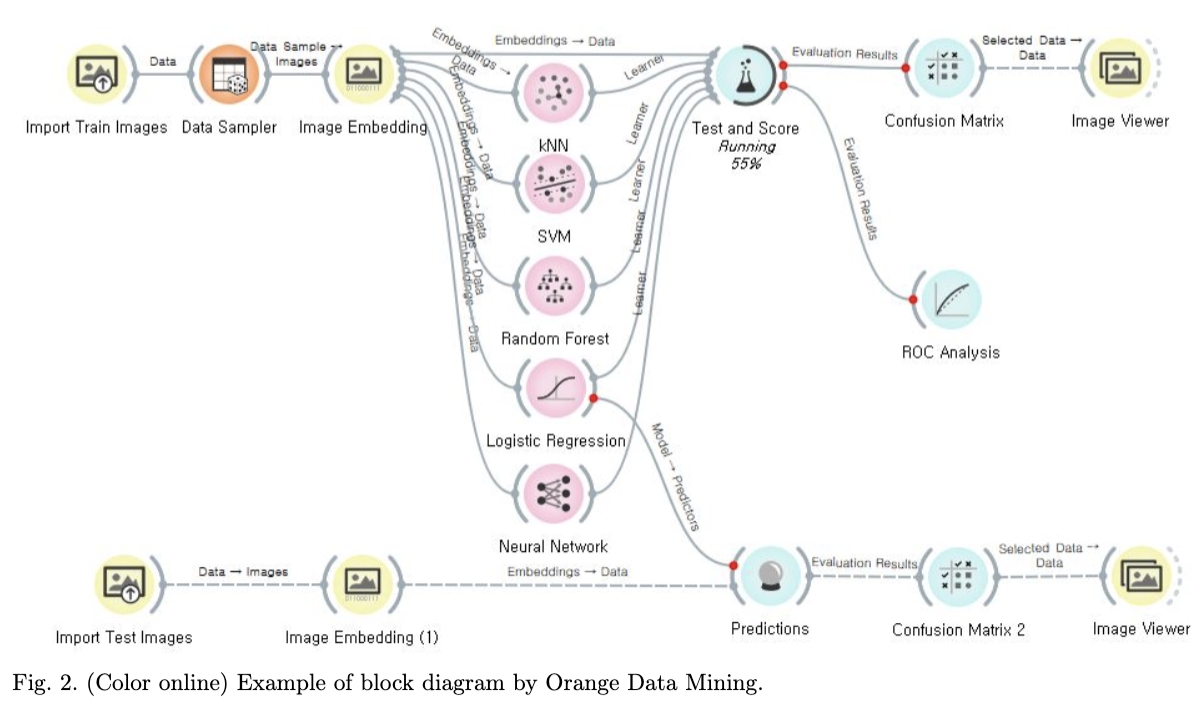 Data
Data Sample →
Images
Import Train Images
Data Sampler
Image Embedding
Embeddings → Data
Embeddings →
Data
Embeddings → Data
Embeddings → Data
Embeddings → Data
Embeddings → Data
Learner
Learner
Learner
Learner
Learner
kNN
SVM
Random Forest
Logistic Regression
Neural Network
Test and Score
Running
55%
Evaluation Results
Confusion Matrix
Selected Data →
Data
Image Viewer
Evaluation Results
ROC Analysis
Model → Predictors
Import Test Images
Data → Images
Image Embedding (1)
Embeddings → Data
Predictions
Evaluation Results
Confusion Matrix 2
Selected Data →
Data
Image Viewer
Fig. 2. (Color online) Example of block diagram by Orange Data Mining.